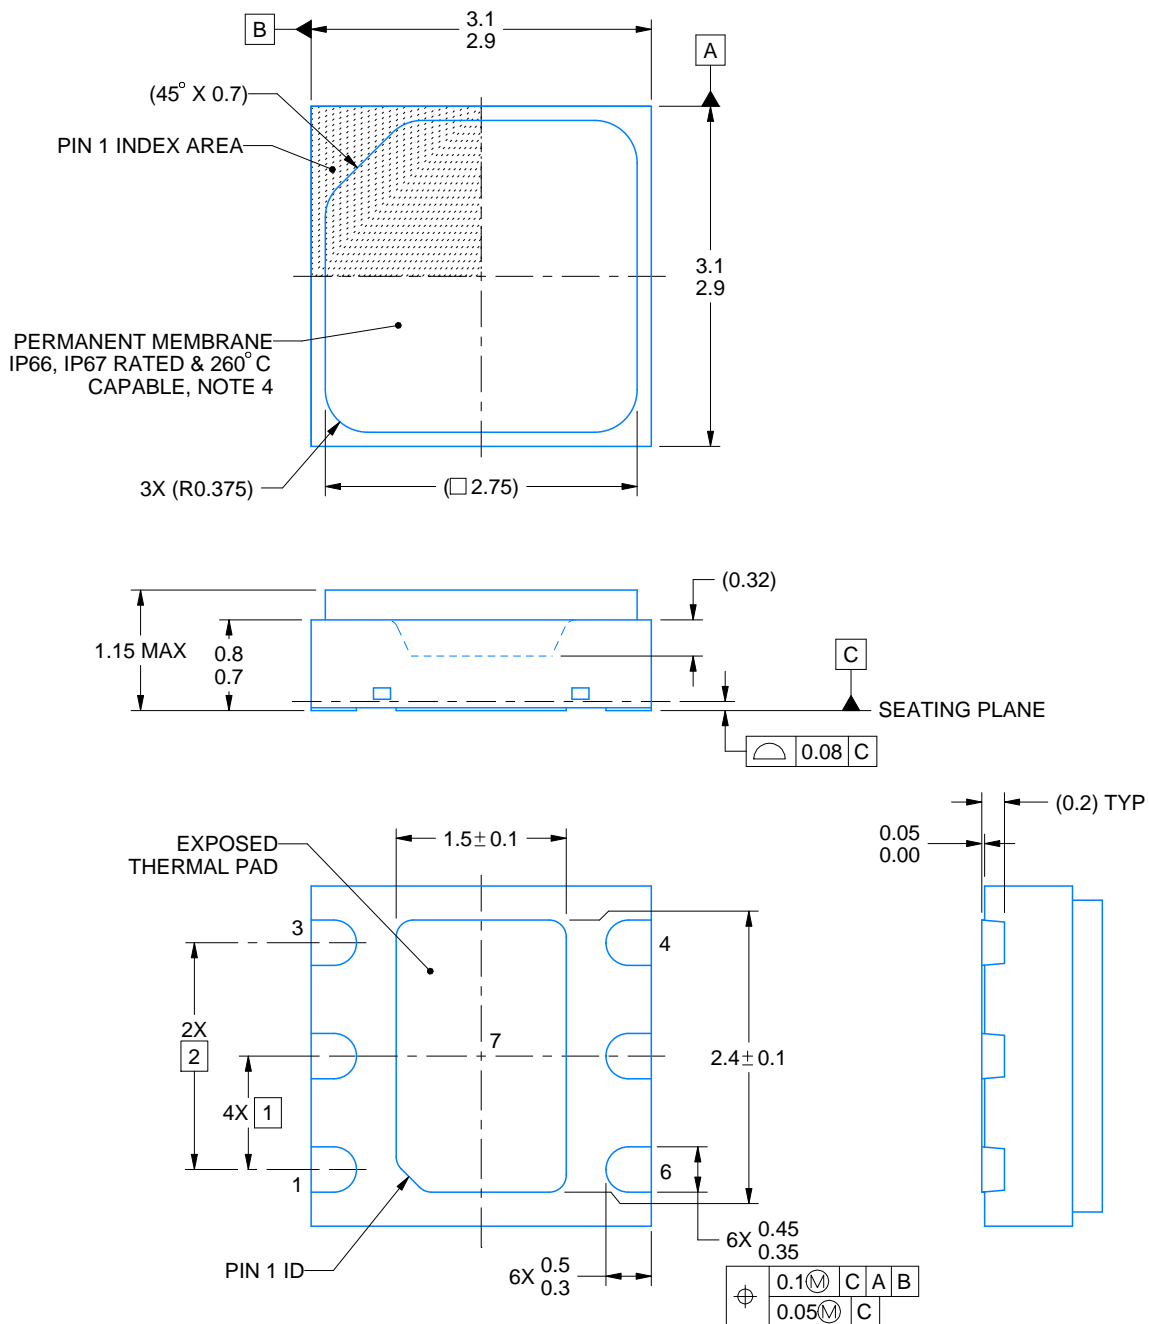 B
3.1
2.9
A
(45° X 0.7)
PIN 1 INDEX AREA
3.1
2.9
PERMANENT MEMBRANE
IP66, IP67 RATED & 260°C
CAPABLE, NOTE 4
3X (R0.375)
(□2.75)
(0.32)
1.15 MAX
0.8
0.7
C
SEATING PLANE
⌓ 0.08 C
EXPOSED
THERMAL PAD
1.5± 0.1
(0.2) TYP
0.05
0.00
3
4
7
2X
2
2.4± 0.1
4X 1
1
6
6X 0.45
0.35
PIN 1 ID
6X 0.5
0.3
⌖ 0.1Ⓜ C A B
0.05Ⓜ C